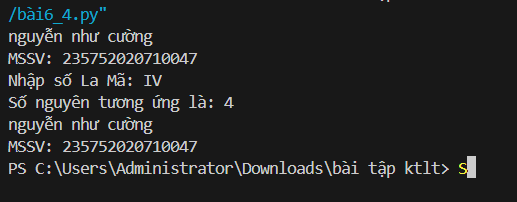 /bài6_4.py"
nguyễn như cường
MSSV: 235752020710047
Nhập số La Mã: IV
Số nguyên tương ứng là: 4
nguyễn như cường
MSSV: 235752020710047
PS C:\Users\Administrator\Downloads\bài tập ktlt> S